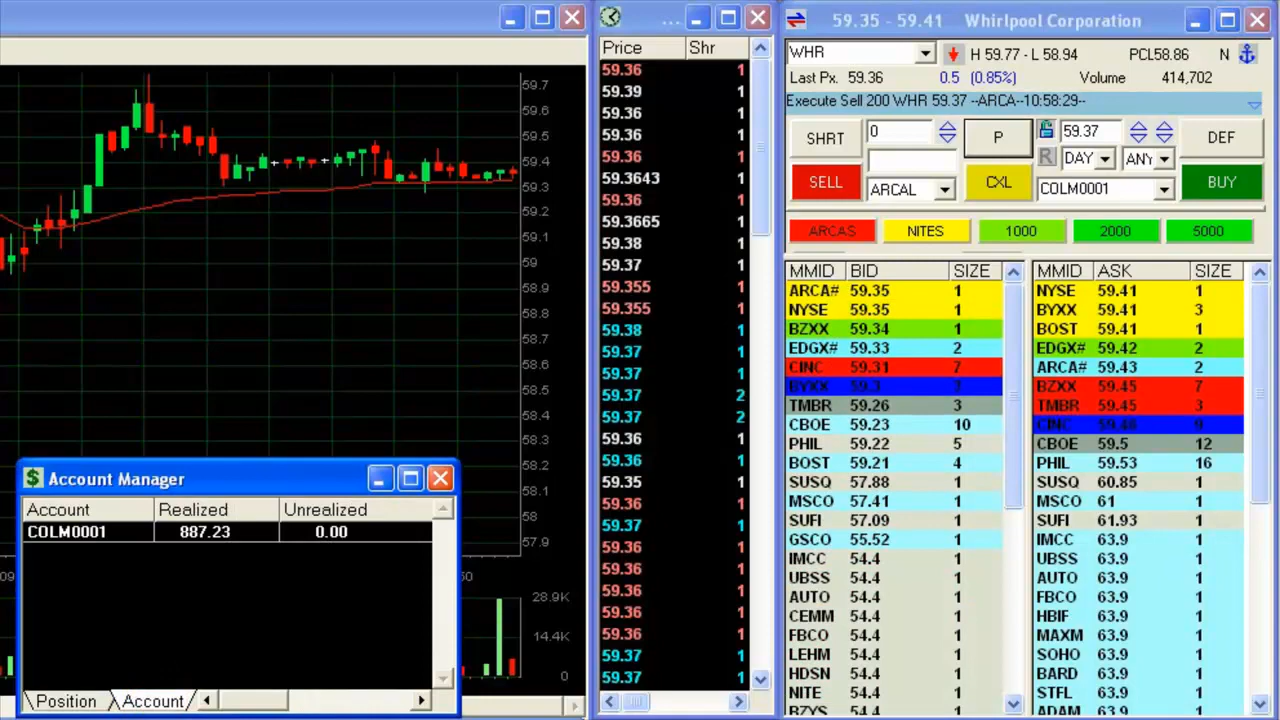 ... 59.35 - 59.41 Whirlpool Corporation
59.7
59.6
59.5
59.4
59.3
59.2
59.1
59
58.9
58.8
58.7
58.6
58.5
58.4
58.3
58.2
58.1
58
57.9
28.9K
14.4K
0
09
50
Account Manager
Account Realized Unrealized
COLM0001 887.23 0.00
Position Account
Price Shr
59.36 1
59.39 1
59.36 1
59.36 1
59.36 1
59.3643 1
59.36 1
59.3665 1
59.38 1
59.37 1
59.355 1
59.355 1
59.38 1
59.37 1
59.37 1
59.37 2
59.37 2
59.36 1
59.36 1
59.35 1
59.36 1
59.37 1
59.36 1
59.36 1
59.36 1
59.36 1
59.36 1
59.37 1
59.37 1
WHR H 59.77 - L 58.94 PCL58.86 N
Last Px. 59.36 0.5 (0.85%) Volume 414,702
Execute Sell 200 WHR 59.37 --ARCA--10:58:29--
SHRT 0 P 59.37 DEF
R DAY ANY
SELL ARCAL CXL COLM0001 BUY
ARCAS NITES 1000 2000 5000
MMID BID SIZE
ARCA# 59.35 1
NYSE 59.35 1
BZXX 59.34 1
EDGX# 59.33 2
CINC 59.31 7
BYXX 59.3
TMBR 59.26 3
CBOE 59.23 10
PHIL 59.22 5
BOST 59.21 4
SUSQ 57.88 1
MSCO 57.41 1
SUFI 57.09 1
GSCO 55.52 1
IMCC 54.4 1
UBSS 54.4 1
AUTO 54.4 1
CEMM 54.4 1
FBCO 54.4 1
LEHM 54.4 1
HDSN 54.4 1
NITE 54.4 1
BZYS 54.4 1
MMID ASK SIZE
NYSE 59.41 1
BYXX 59.41 3
BOST 59.41 1
EDGX# 59.42 2
ARCA# 59.43 2
BZXX 59.45 7
TMBR 59.45 3
CINC 59.48 9
CBOE 59.5 12
PHIL 59.53 16
SUSQ 60.85 1
MSCO 61 1
SUFI 61.93 1
IMCC 63.9 1
UBSS 63.9 1
AUTO 63.9 1
FBCO 63.9 1
HBIF 63.9 1
MAXM 63.9 1
SOHO 63.9 1
BARD 63.9 1
STFL 63.9 1
ADAM 63.9 1